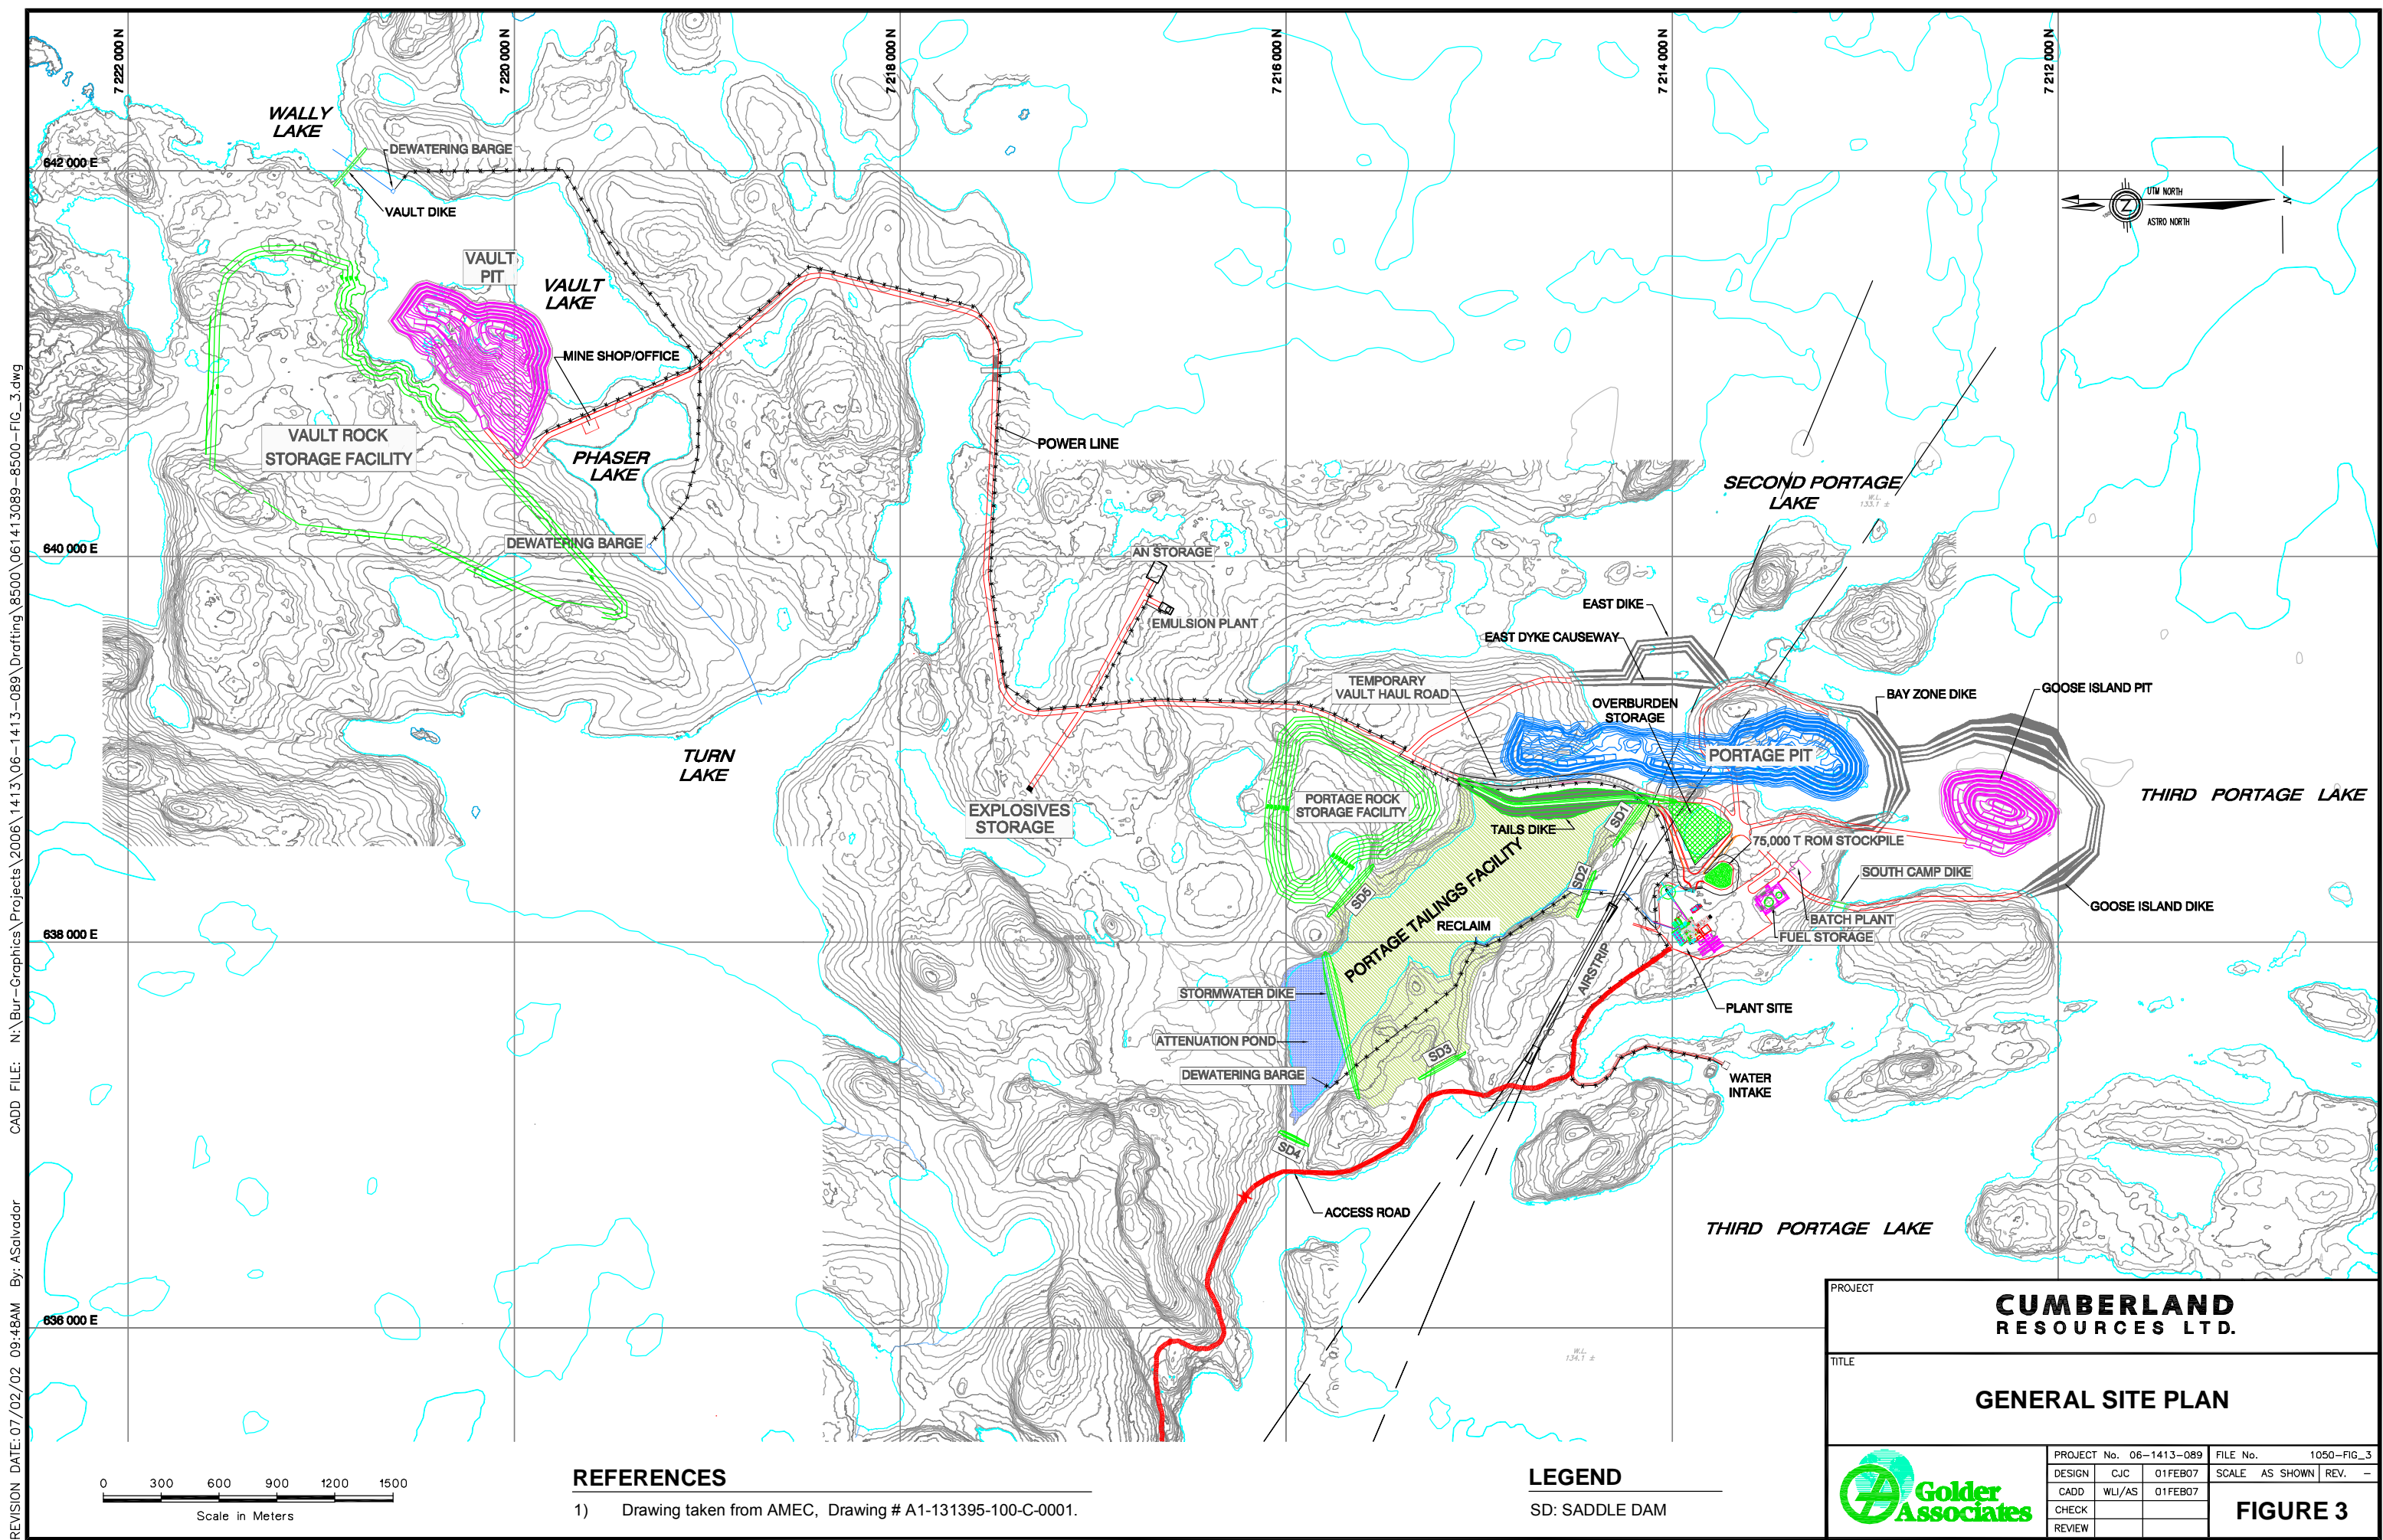 7 222 000 N
7 220 000 N
7 218 000 N
7 216 000 N
7 214 000 N
7 212 000 N
WALLY
LAKE
DEWATERING BARGE
642 000 E
VAULT DIKE
UTM NORTH
ASTRO NORTH
Z
N
VAULT
PIT
VAULT
LAKE
MINE SHOP/OFFICE
VAULT ROCK
STORAGE FACILITY
PHASER
LAKE
POWER LINE
SECOND PORTAGE
LAKE
W.L.
133.1 ±
640 000 E
DEWATERING BARGE
AN STORAGE
EMULSION PLANT
EAST DIKE
EAST DYKE CAUSEWAY
TEMPORARY
VAULT HAUL ROAD
OVERBURDEN
STORAGE
BAY ZONE DIKE
GOOSE ISLAND PIT
TURN
LAKE
PORTAGE PIT
THIRD PORTAGE LAKE
EXPLOSIVES
STORAGE
PORTAGE ROCK
STORAGE FACILITY
TAILS DIKE
SD1
75,000 T ROM STOCKPILE
PORTAGE TAILINGS FACILITY
SD2
SD5
SOUTH CAMP DIKE
RECLAIM
BATCH PLANT
GOOSE ISLAND DIKE
638 000 E
FUEL STORAGE
AIRSTRIP
STORMWATER DIKE
PLANT SITE
ATTENUATION POND
SD3
DEWATERING BARGE
WATER
INTAKE
SD4
ACCESS ROAD
THIRD PORTAGE LAKE
636 000 E
W.L.
134.1 ±
PROJECT
CUMBERLAND
RESOURCES LTD.
TITLE
GENERAL SITE PLAN
0 300 600 900 1200 1500
Scale in Meters
REFERENCES
1) Drawing taken from AMEC, Drawing # A1-131395-100-C-0001.
LEGEND
SD: SADDLE DAM
Golder
Associates
PROJECT No. 06-1413-089 FILE No. 1050-FIG_3
DESIGN CJC 01FEB07 SCALE AS SHOWN REV. -
CADD WLI/AS 01FEB07
CHECK
REVIEW
FIGURE 3
REVISION DATE: 07/02/02 09:48AM By: ASalvador CADD FILE: N:\Bur-Graphics\Projects\2006\1413\06-1413-089\Drafting\8500\061413089-8500-FIG_3.dwg